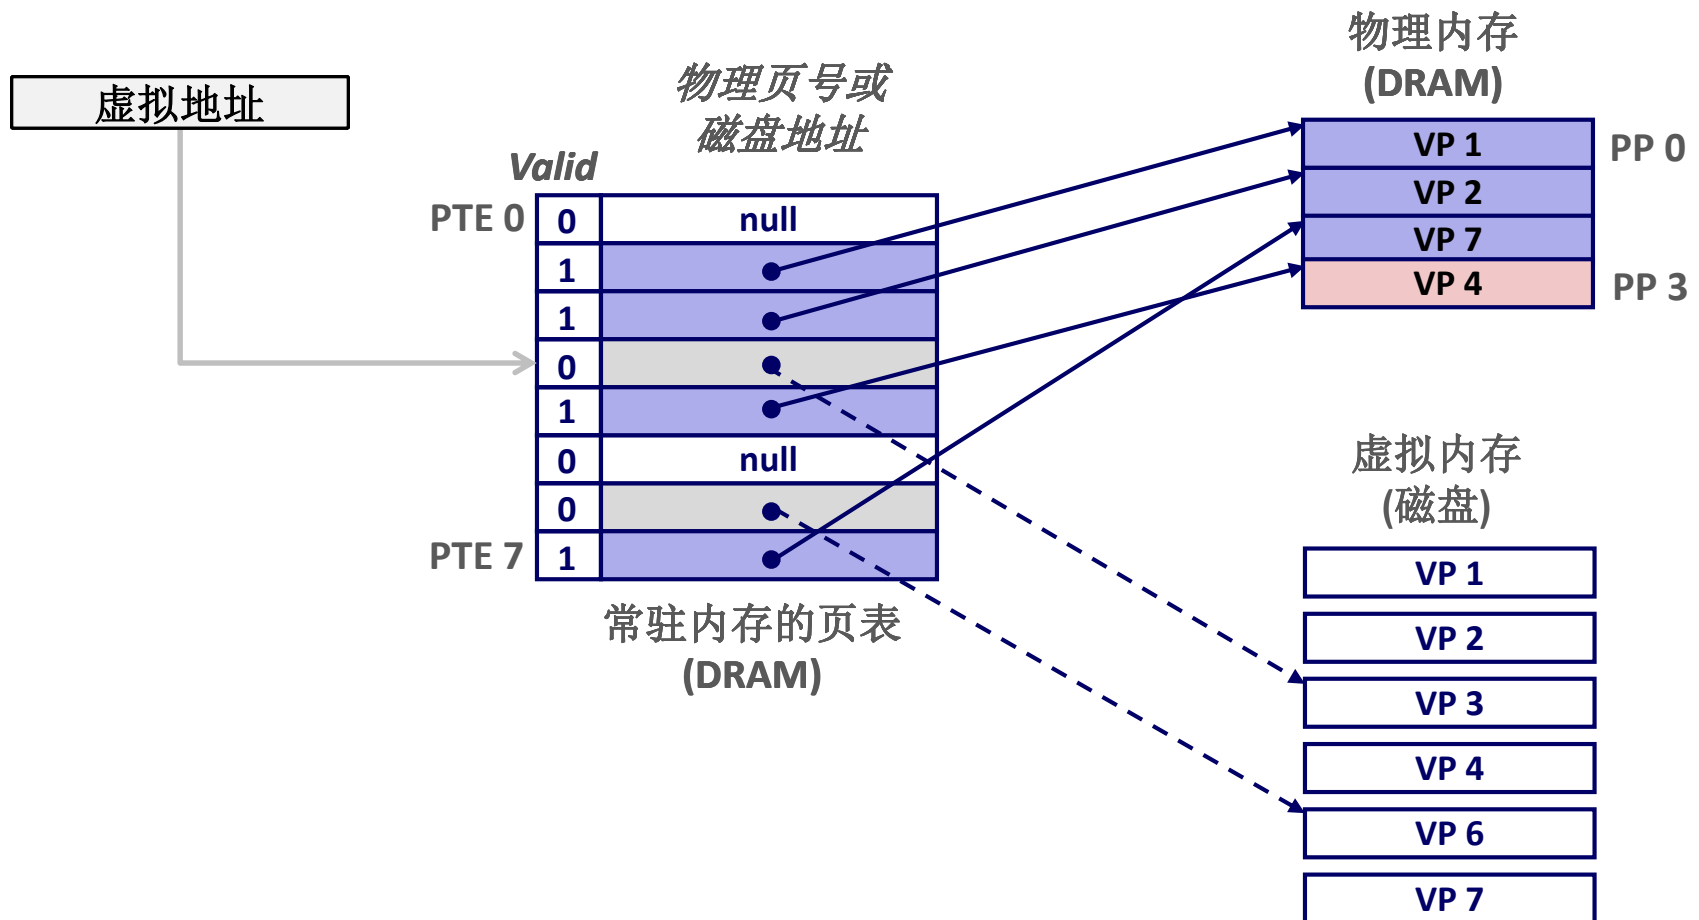 物理内存
(DRAM)
虚拟地址
物理页号或
磁盘地址
Valid
VP 1 PP 0
VP 2
VP 7
VP 4 PP 3
PTE 0 0 null
1
1
0
1
0 null
0
PTE 7 1
常驻内存的页表
(DRAM)
虚拟内存
(磁盘)
VP 1
VP 2
VP 3
VP 4
VP 6
VP 7